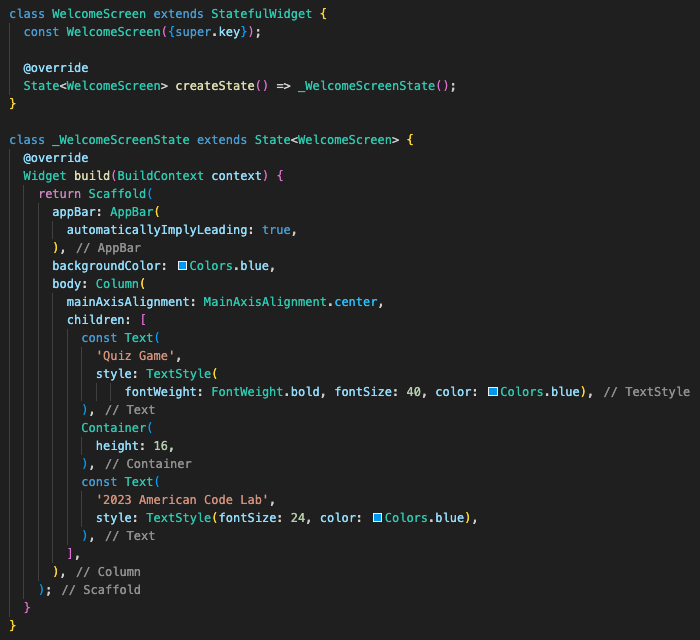 class WelcomeScreen extends StatefulWidget {
  const WelcomeScreen({super.key});

  @override
  State<WelcomeScreen> createState() => _WelcomeScreenState();
}

class _WelcomeScreenState extends State<WelcomeScreen> {
  @override
  Widget build(BuildContext context) {
    return Scaffold(
      appBar: AppBar(
        automaticallyImplyLeading: true,
      ), // AppBar
      backgroundColor: Colors.blue,
      body: Column(
        mainAxisAlignment: MainAxisAlignment.center,
        children: [
          const Text(
            'Quiz Game',
            style: TextStyle(
                fontWeight: FontWeight.bold, fontSize: 40, color: Colors.blue), // TextStyle
          ), // Text
          Container(
            height: 16,
          ), // Container
          const Text(
            '2023 American Code Lab',
            style: TextStyle(fontSize: 24, color: Colors.blue),
          ), // Text
        ],
      ), // Column
    ); // Scaffold
  }
}